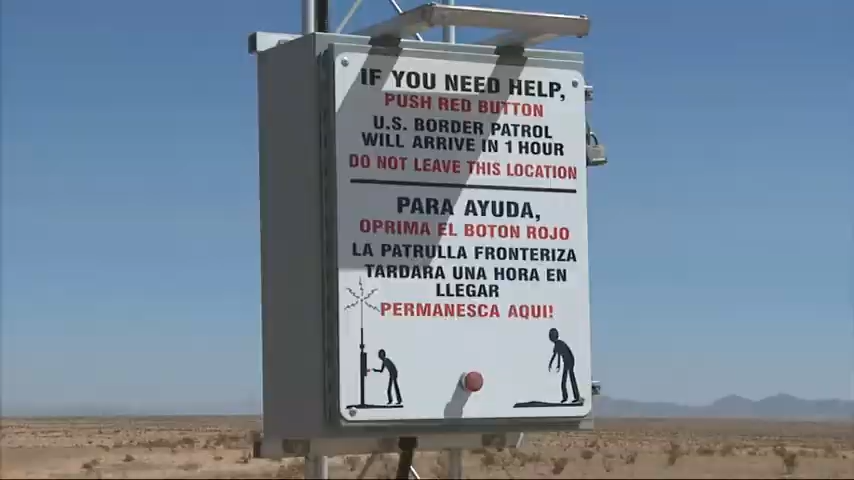 IF YOU NEED HELP,
PUSH RED BUTTON
U.S. BORDER PATROL
WILL ARRIVE IN 1 HOUR
DO NOT LEAVE THIS LOCATION
PARA AYUDA,
OPRIMA EL BOTON ROJO
LA PATRULLA FRONTERIZA
TARDARA UNA HORA EN
LLEGAR
PERMANESCA AQUI!